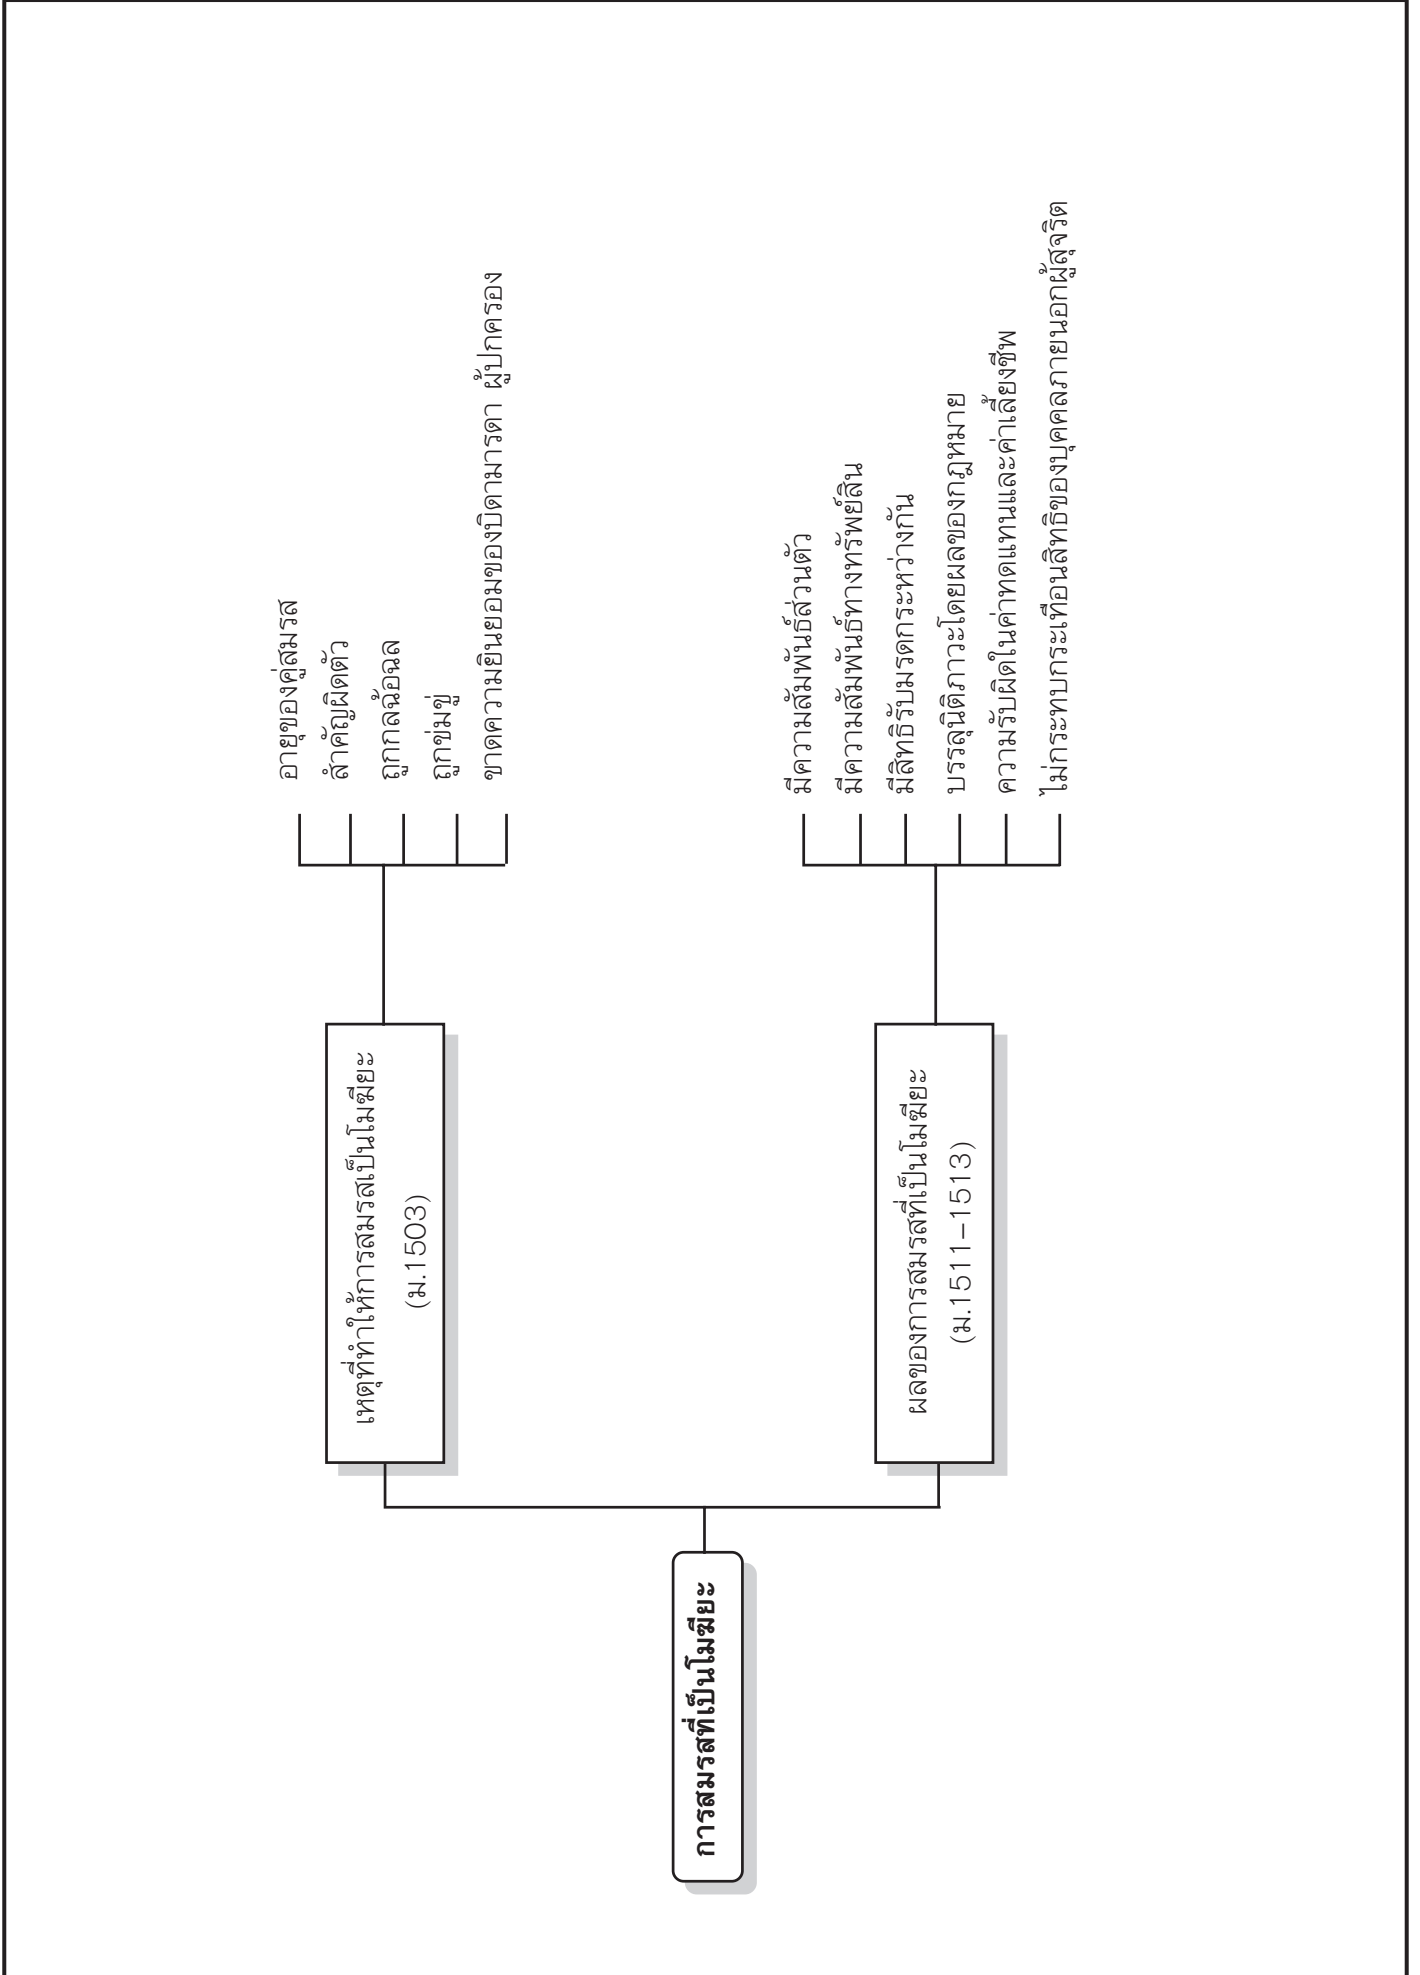 การสมรสที่เป็นโมฆียะ
เหตุที่ทำให้การสมรสเป็นโมฆียะ
(ม.1503)
อายุของคู่สมรส
สำคัญผิดตัว
ถูกกลฉ้อฉล
ถูกข่มขู่
ขาดความยินยอมของบิดามารดา ผู้ปกครอง
ผลของการสมรสที่เป็นโมฆียะ
(ม.1511-1513)
มีความสัมพันธ์ส่วนตัว
มีความสัมพันธ์ทางทรัพย์สิน
มีสิทธิรับมรดกระหว่างกัน
บรรลุนิติภาวะโดยผลของกฎหมาย
ความรับผิดในค่าทดแทนและค่าเลี้ยงชีพ
ไม่กระทบกระเทือนสิทธิของบุคคลภายนอกผู้สุจริต